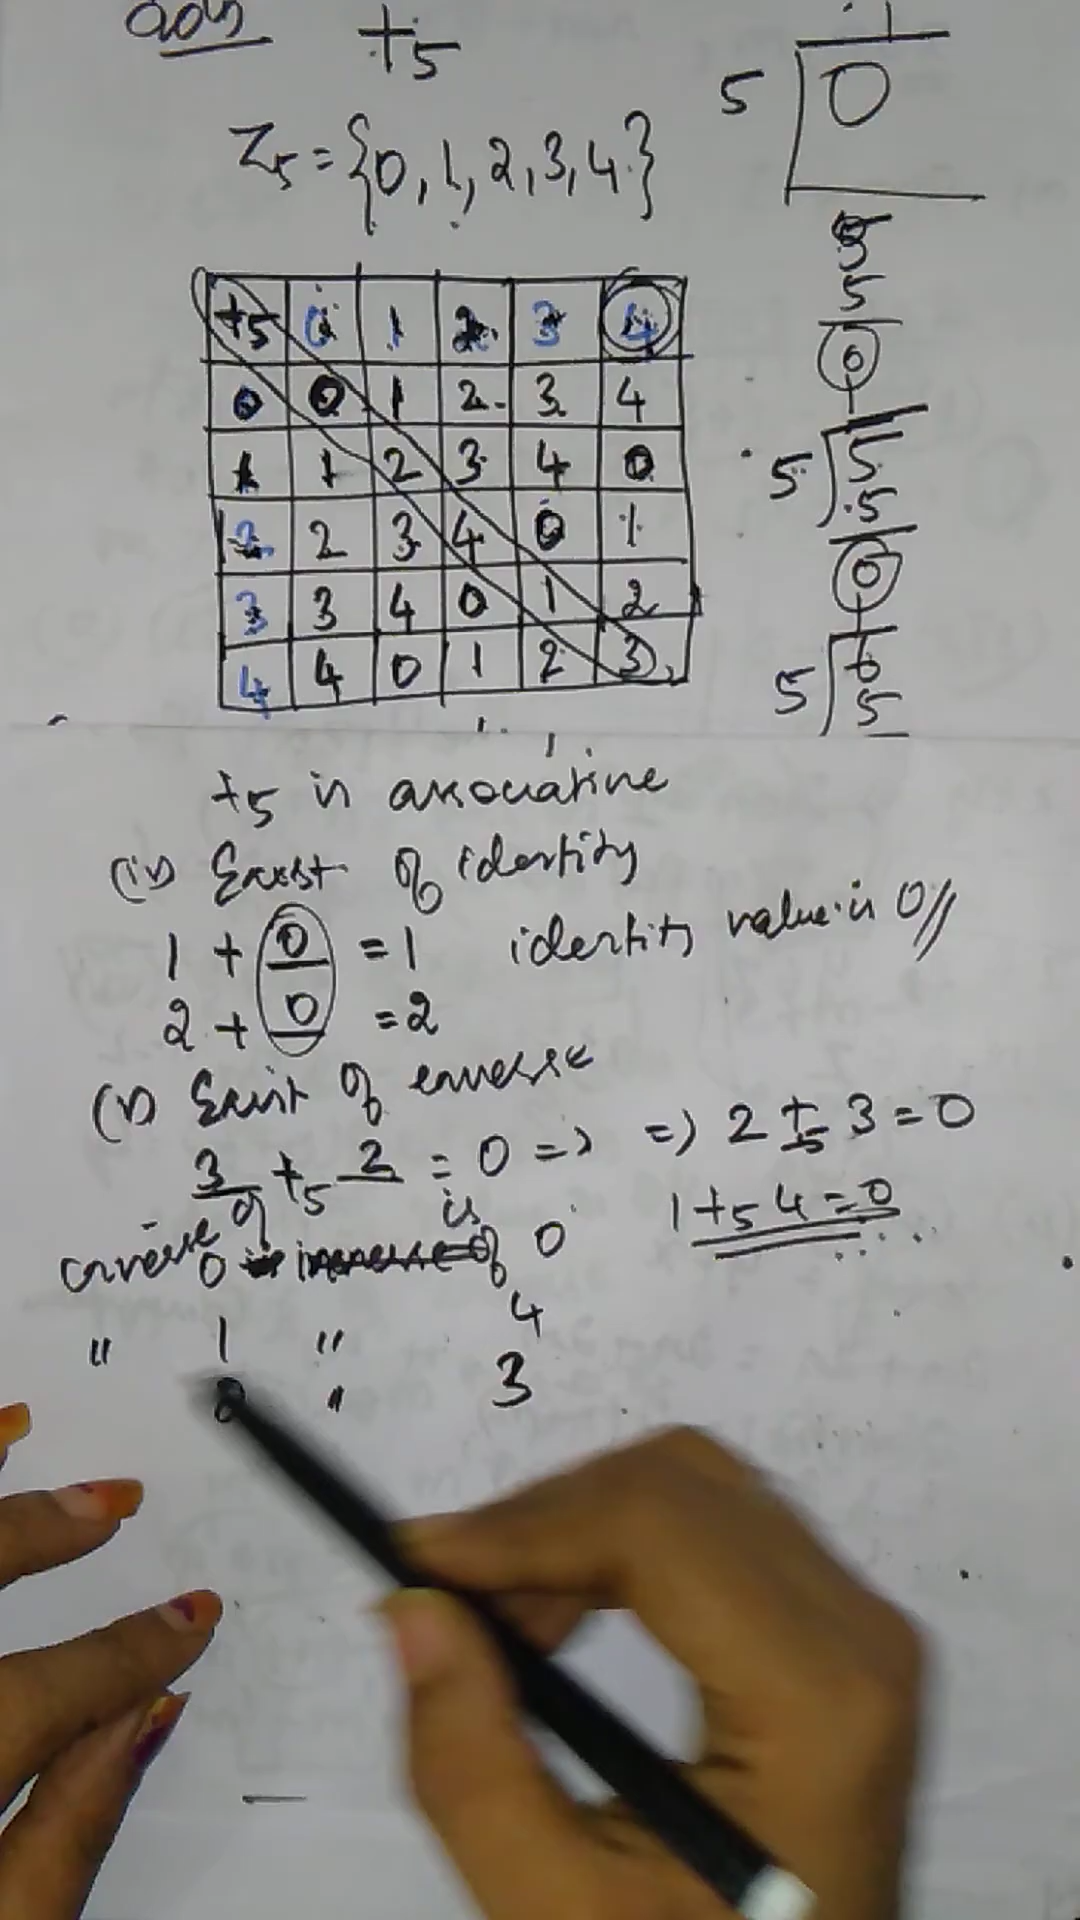 +5
Z5 = {0, 1, 2, 3, 4}
+5 0 1 2 3 4
0 0 1 2 3 4
1 1 2 3 4 0
2 2 3 4 0 1
3 3 4 0 1 2
4 4 0 1 2 3
5 0
5
0
5 5
5
0
5
5
+5 is associative
(iv) Exist of identity
1 + 0 = 1 identity value is 0//
2 + 0 = 2
(v) Exist of inverse
3 +5 2 = 0 => => 2 +5 3 = 0
1 +5 4 = 0
inverse of 0 is 0
" 1 " 4
" 3